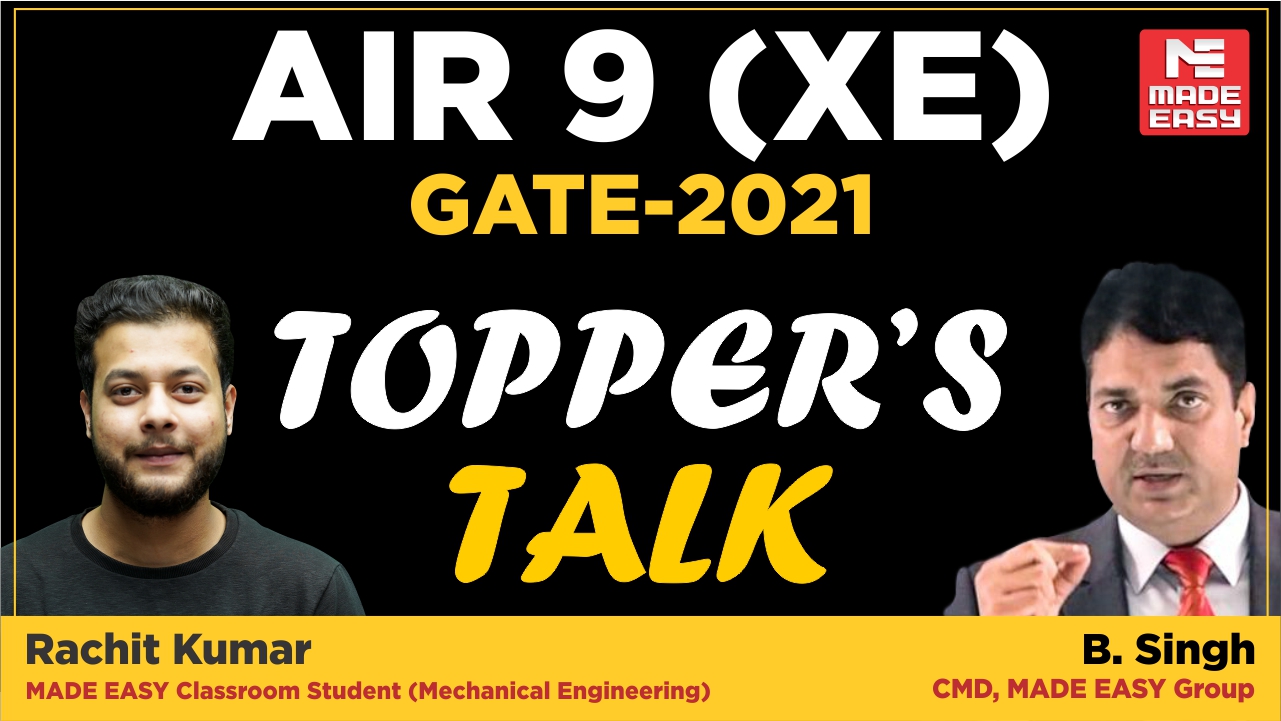 AIR 9 (XE)
GATE-2021
ME
MADE
EASY
TOPPER'S
TALK
Rachit Kumar
MADE EASY Classroom Student (Mechanical Engineering)
B. Singh
CMD, MADE EASY Group